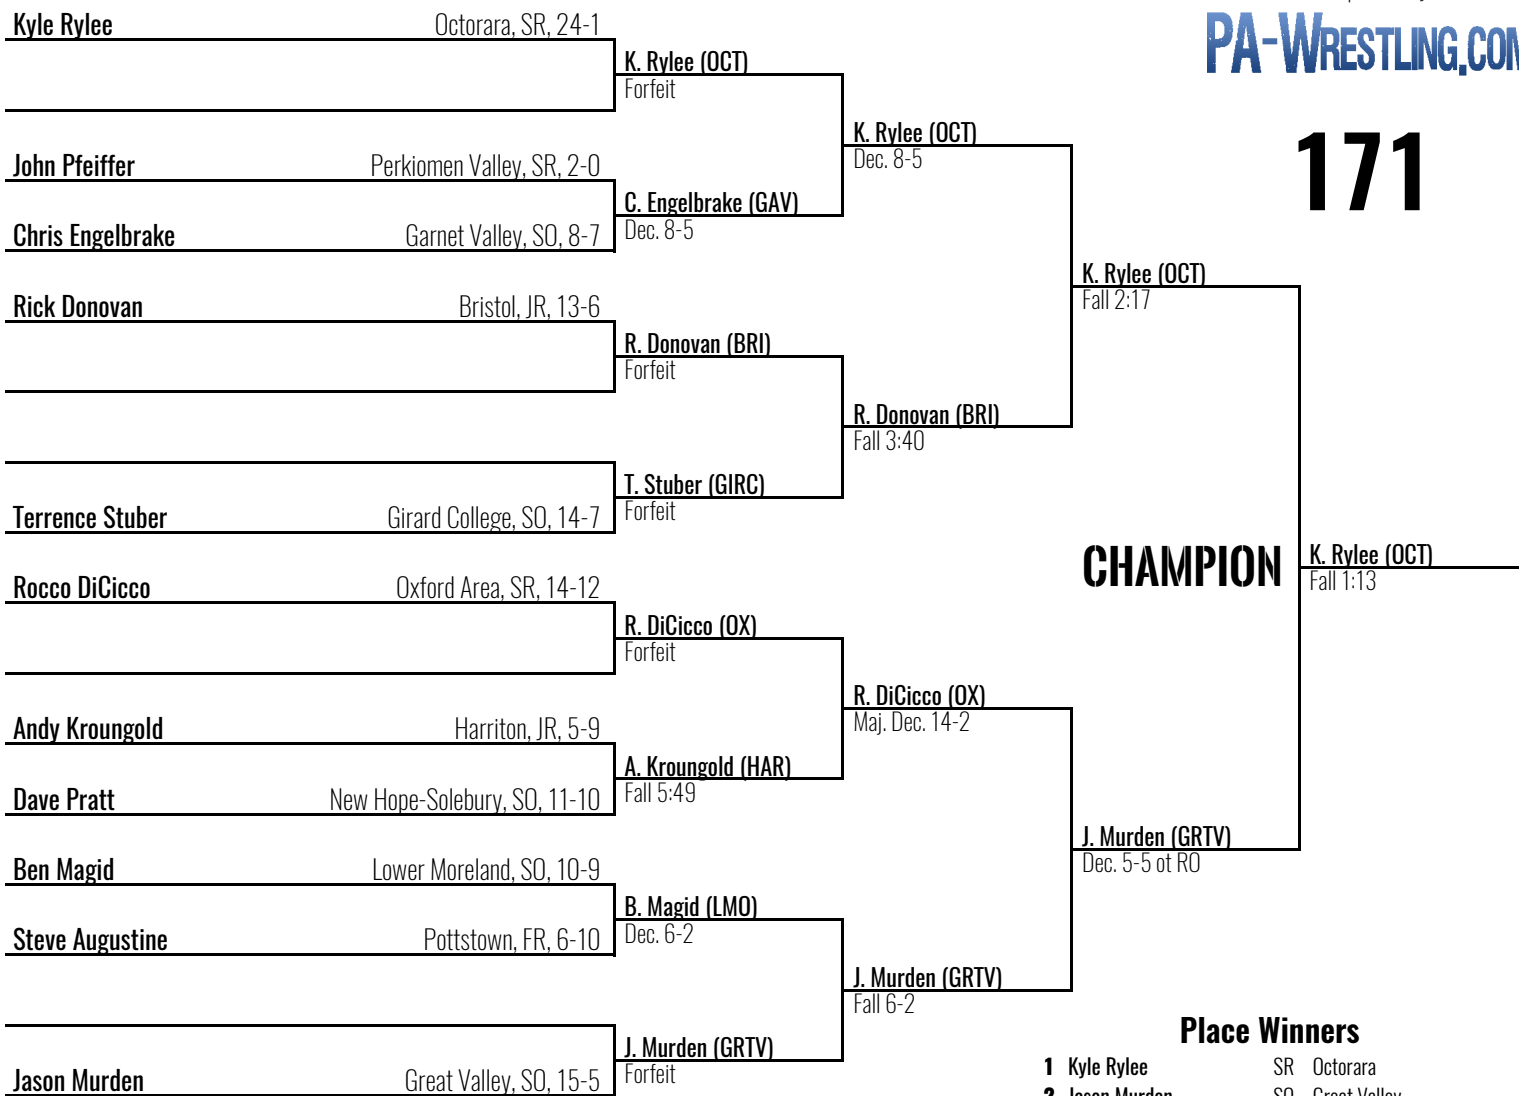 Kyle Rylee Octorara, SR, 24-1
K. Rylee (OCT)
Forfeit
PA-WRESTLING.COM
171
K. Rylee (OCT)
Dec. 8-5
John Pfeiffer Perkiomen Valley, SR, 2-0
C. Engelbrake (GAV)
Dec. 8-5
Chris Engelbrake Garnet Valley, SO, 8-7
K. Rylee (OCT)
Fall 2:17
Rick Donovan Bristol, JR, 13-6
R. Donovan (BRI)
Forfeit
R. Donovan (BRI)
Fall 3:40
T. Stuber (GIRC)
Forfeit
Terrence Stuber Girard College, SO, 14-7
CHAMPION K. Rylee (OCT)
Fall 1:13
Rocco DiCicco Oxford Area, SR, 14-12
R. DiCicco (OX)
Forfeit
R. DiCicco (OX)
Maj. Dec. 14-2
Andy Kroungold Harriton, JR, 5-9
A. Kroungold (HAR)
Fall 5:49
Dave Pratt New Hope-Solebury, SO, 11-10
J. Murden (GRTV)
Dec. 5-5 ot RO
Ben Magid Lower Moreland, SO, 10-9
B. Magid (LMO)
Dec. 6-2
Steve Augustine Pottstown, FR, 6-10
J. Murden (GRTV)
Fall 6-2
Place Winners
J. Murden (GRTV)
Forfeit
1 Kyle Rylee SR Octorara
Jason Murden Great Valley, SO, 15-5
2 Jason Murden SO Great Valley